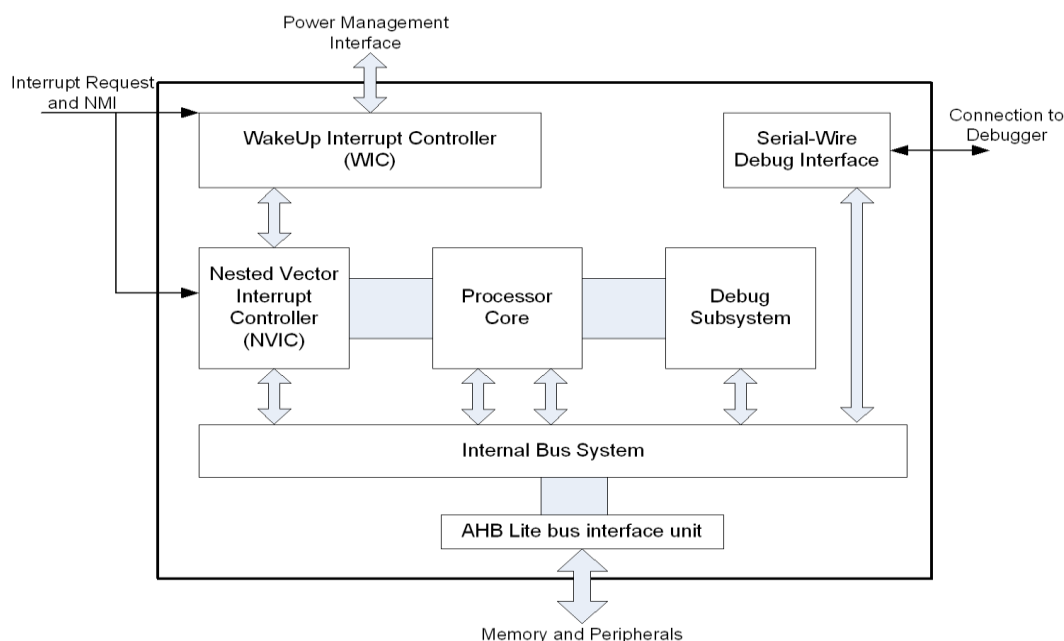 Power Management
Interface
Interrupt Request
and NMI
WakeUp Interrupt Controller
(WIC)
Serial-Wire
Debug Interface
Connection to
Debugger
Nested Vector
Interrupt
Controller
(NVIC)
Processor
Core
Debug
Subsystem
Internal Bus System
AHB Lite bus interface unit
Memory and Peripherals